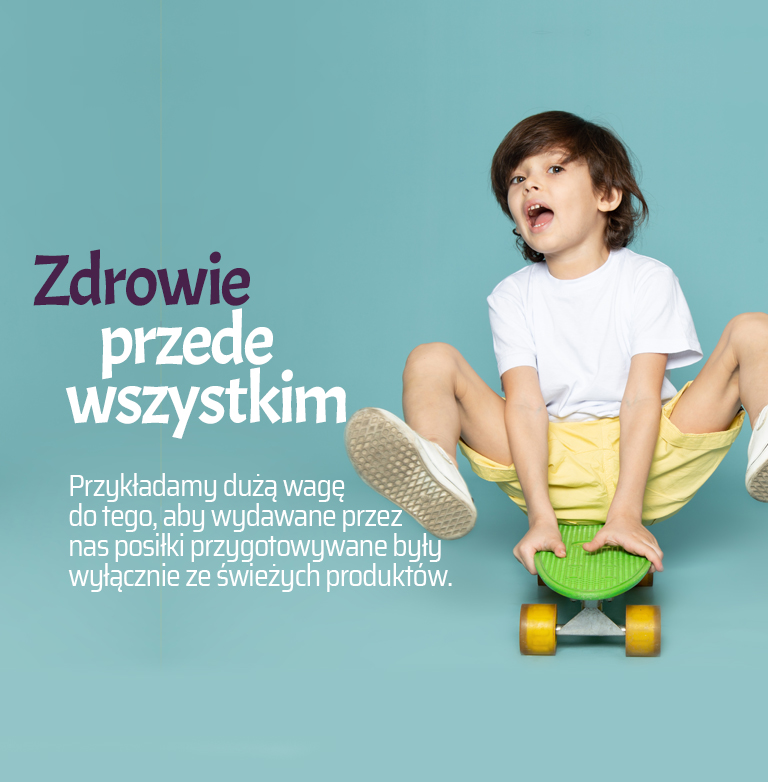 Zdrowie
przede
wszystkim
Przykładamy dużą wagę
do tego, aby wydawane przez
nas posiłki przygotowywane były
wyłącznie ze świeżych produktów.